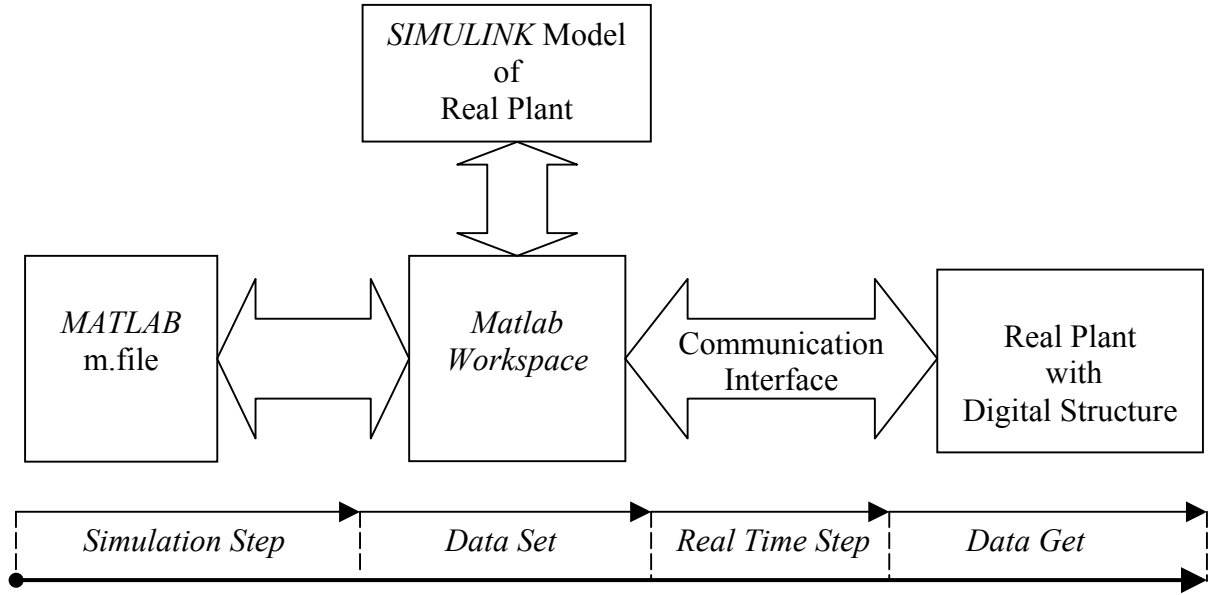 SIMULINK Model
of
Real Plant
MATLAB
m.file
Matlab
Workspace
Communication
Interface
Real Plant
with
Digital Structure
Simulation Step
Data Set
Real Time Step
Data Get